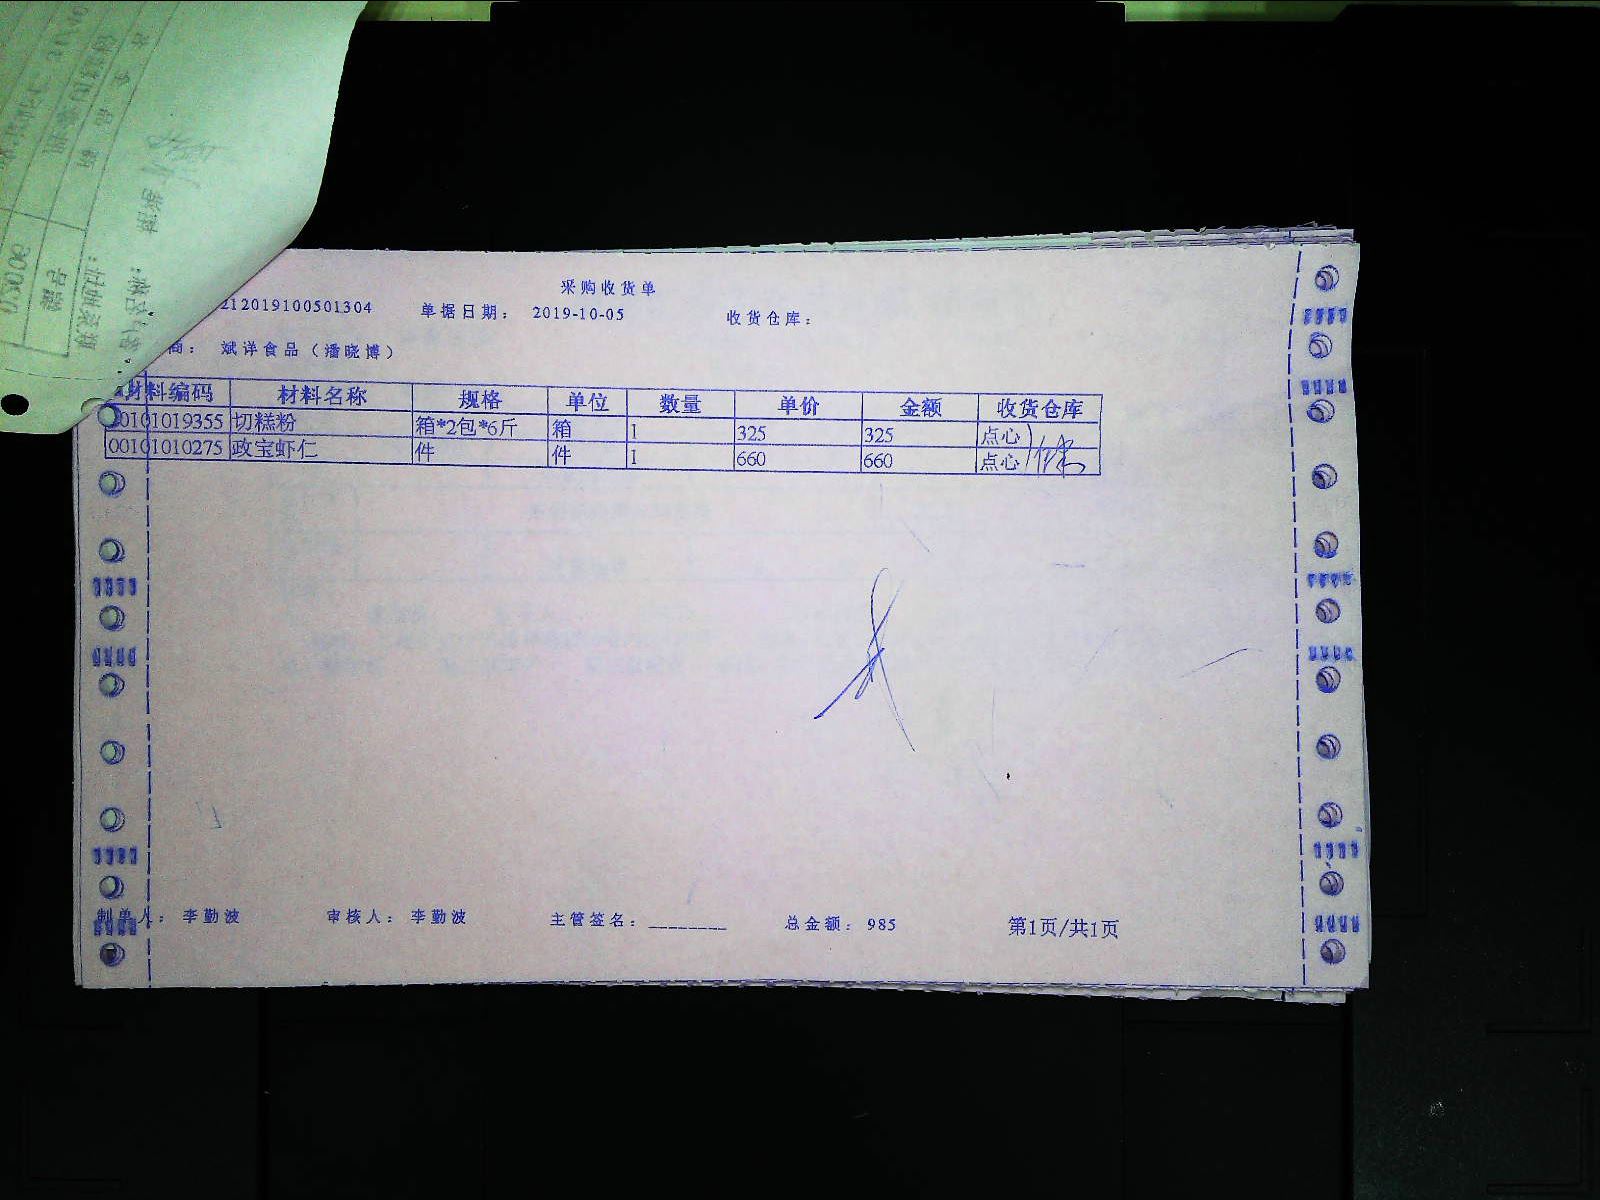 采购收货单
212019100501304 单据日期： 2019-10-05 收货仓库：
商： 斌洋食品（潘晓博）
材料编码 材料名称 规格 单位 数量 单价 金额 收货仓库
00101019355 切糕粉 箱*2包*6斤 箱 1 325 325 点心
00101010275 政宝虾仁 件 件 1 660 660 点心
制单人： 李勤波 审核人： 李勤波 主管签名：________ 总金额： 985 第1页/共1页